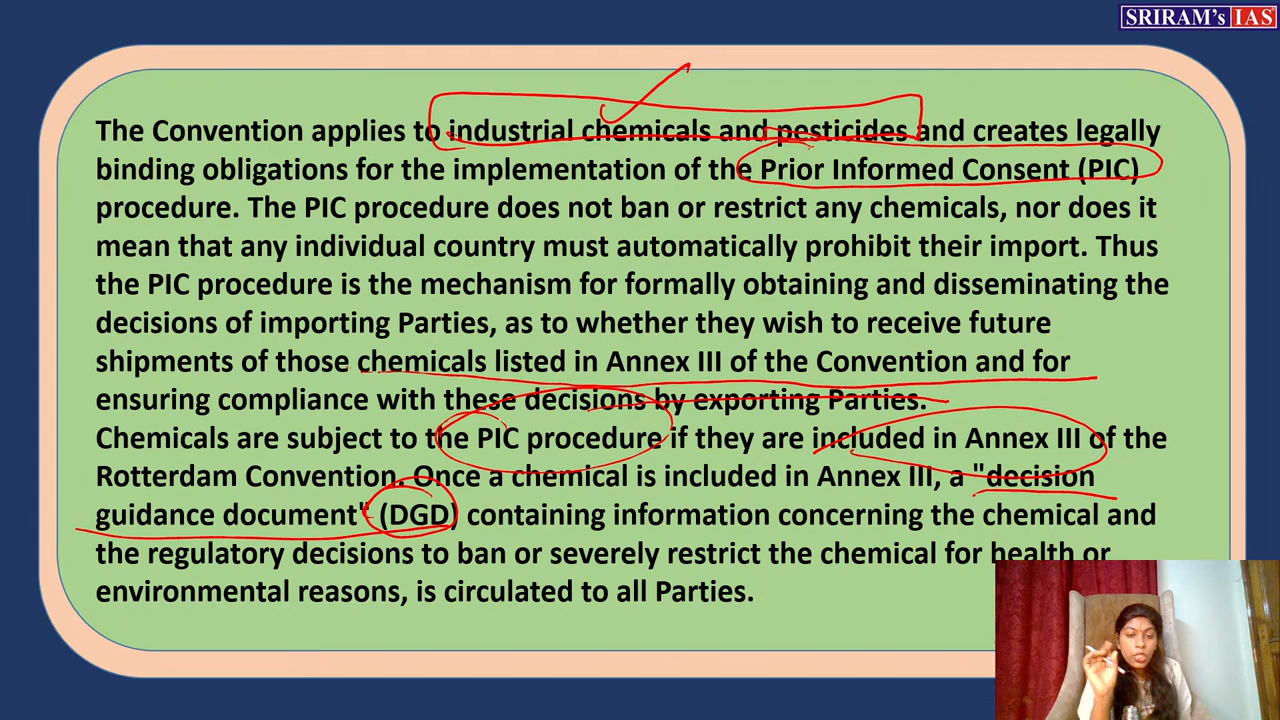 SRIRAM's IAS
The Convention applies to industrial chemicals and pesticides and creates legally
binding obligations for the implementation of the Prior Informed Consent (PIC)
procedure. The PIC procedure does not ban or restrict any chemicals, nor does it
mean that any individual country must automatically prohibit their import. Thus
the PIC procedure is the mechanism for formally obtaining and disseminating the
decisions of importing Parties, as to whether they wish to receive future
shipments of those chemicals listed in Annex III of the Convention and for
ensuring compliance with these decisions by exporting Parties.
Chemicals are subject to the PIC procedure if they are included in Annex III of the
Rotterdam Convention. Once a chemical is included in Annex III, a "decision
guidance document" (DGD) containing information concerning the chemical and
the regulatory decisions to ban or severely restrict the chemical for health or
environmental reasons, is circulated to all Parties.